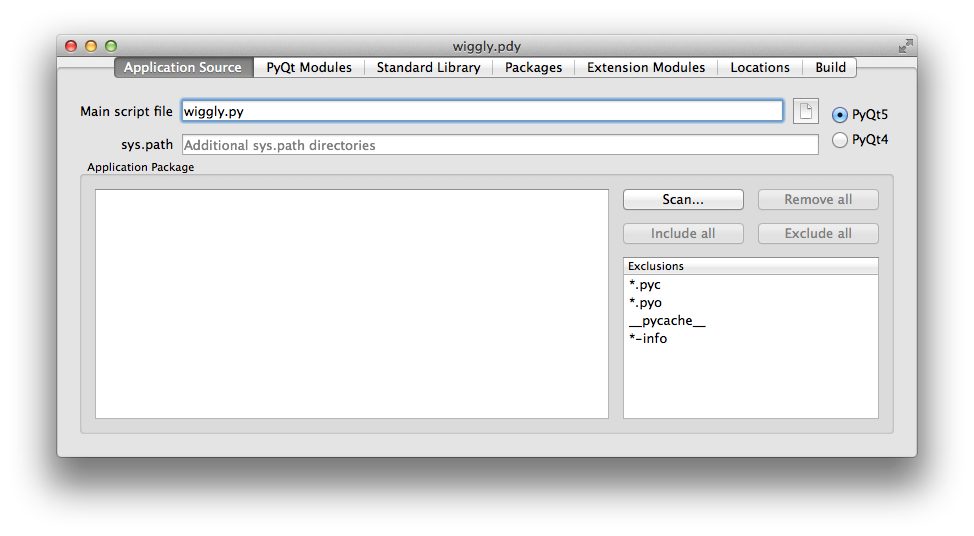 wiggly.pdy
Application Source PyQt Modules Standard Library Packages Extension Modules Locations Build
Main script file wiggly.py PyQt5
sys.path Additional sys.path directories PyQt4
Application Package
Scan... Remove all
Include all Exclude all
Exclusions
*.pyc
*.pyo
__pycache__
*-info